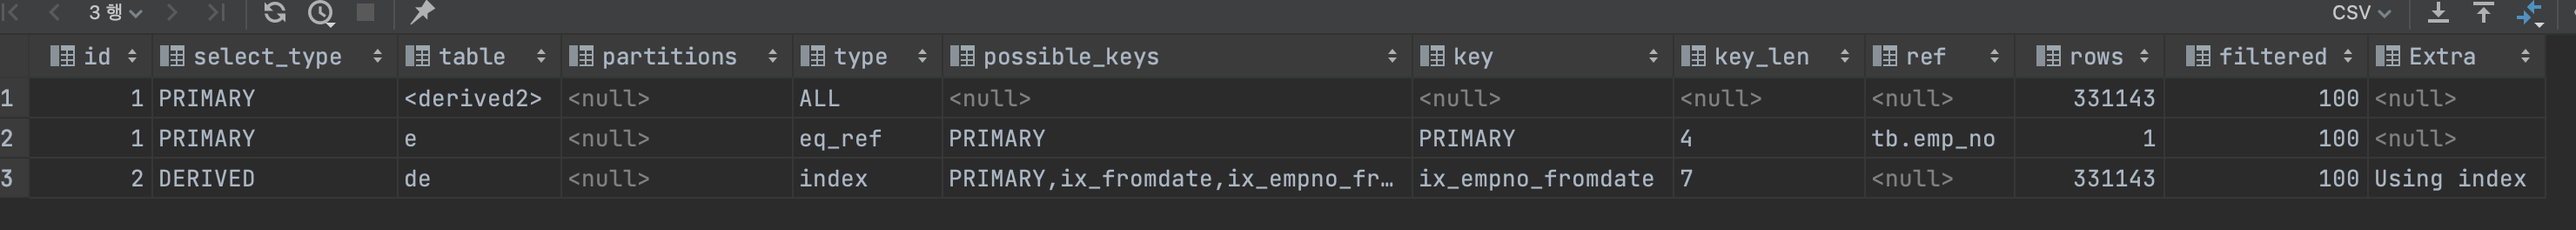 3 행 CSV
id select_type table partitions type possible_keys key key_len ref rows filtered Extra
1 1 PRIMARY <derived2> <null> ALL <null> <null> <null> <null> 331143 100 <null>
2 1 PRIMARY e <null> eq_ref PRIMARY PRIMARY 4 tb.emp_no 1 100 <null>
3 2 DERIVED de <null> index PRIMARY,ix_fromdate,ix_empno_fr… ix_empno_fromdate 7 <null> 331143 100 Using index